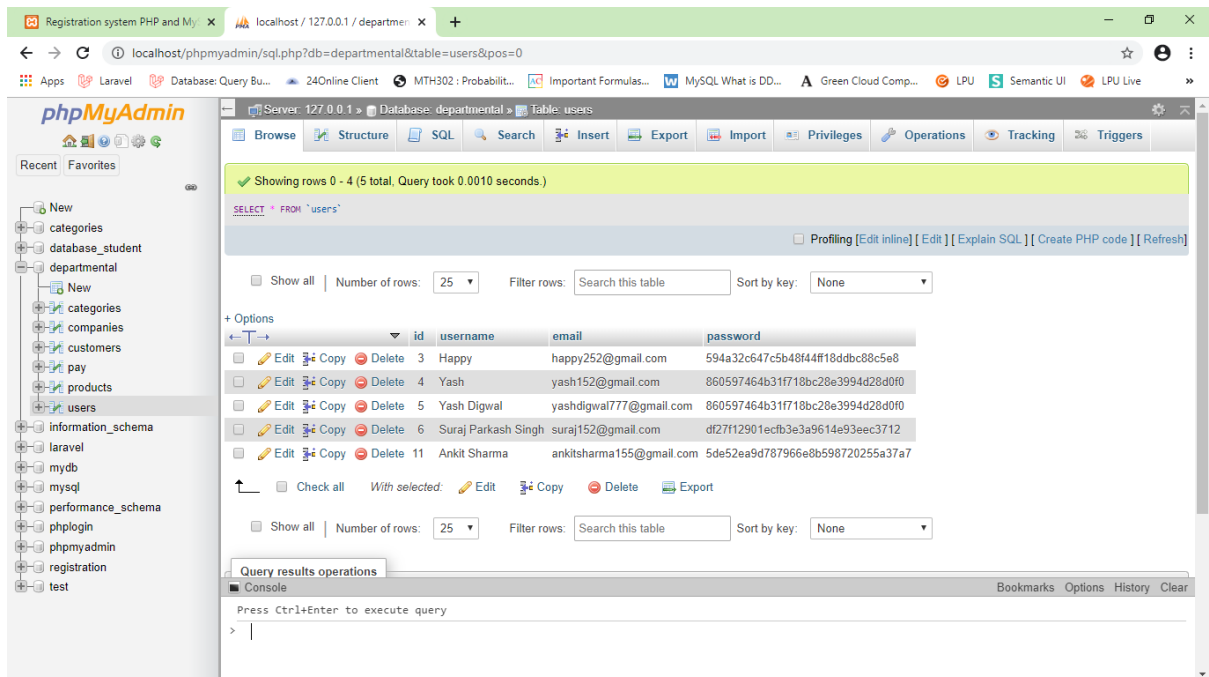 Registration system PHP and My
localhost / 127.0.0.1 / departmen
localhost/phpmyadmin/sql.php?db=departmental&table=users&pos=0
Apps Laravel Database: Query Bu... 24Online Client MTH302 : Probabilit... Important Formulas... MySQL What is DD... Green Cloud Comp... LPU Semantic UI LPU Live »
phpMyAdmin
Recent Favorites
New
categories
database_student
departmental
New
categories
companies
customers
pay
products
users
information_schema
laravel
mydb
mysql
performance_schema
phplogin
phpmyadmin
registration
test
Server: 127.0.0.1 » Database: departmental » Table: users
Browse Structure SQL Search Insert Export Import Privileges Operations Tracking Triggers
Showing rows 0 - 4 (5 total, Query took 0.0010 seconds.)
SELECT * FROM `users`
Profiling [Edit inline] [ Edit ] [ Explain SQL ] [ Create PHP code ] [ Refresh]
Show all | Number of rows: 25 Filter rows: Search this table Sort by key: None
+ Options
←T→ id username email password
Edit Copy Delete 3 Happy happy252@gmail.com 594a32c647c5b48f44ff18ddbc88c5e8
Edit Copy Delete 4 Yash yash152@gmail.com 860597464b31f718bc28e3994d28d0f0
Edit Copy Delete 5 Yash Digwal yashdigwal777@gmail.com 860597464b31f718bc28e3994d28d0f0
Edit Copy Delete 6 Suraj Parkash Singh suraj152@gmail.com df27f12901ecfb3e3a9614e93eec3712
Edit Copy Delete 11 Ankit Sharma ankitsharma155@gmail.com 5de52ea9d787966e8b598720255a37a7
Check all With selected: Edit Copy Delete Export
Show all | Number of rows: 25 Filter rows: Search this table Sort by key: None
Query results operations
Console Bookmarks Options History Clear
Press Ctrl+Enter to execute query
>